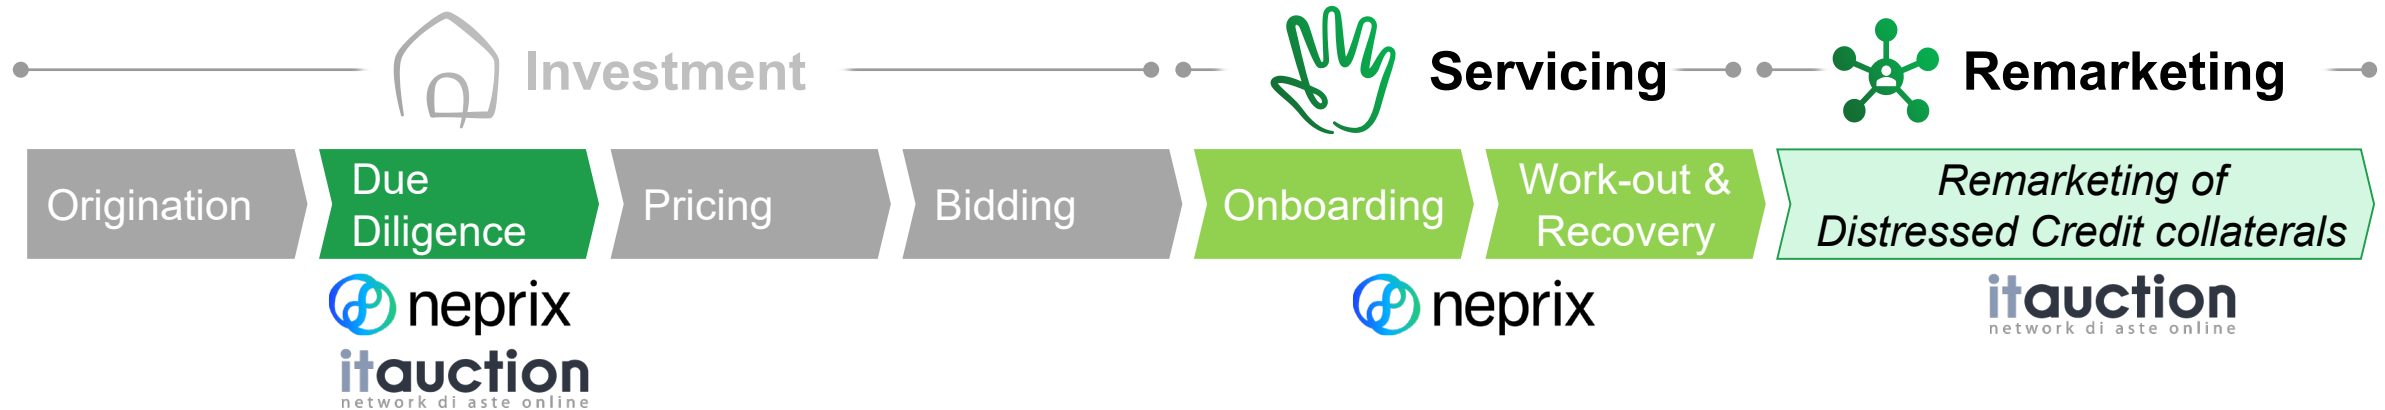 Investment
Servicing
Remarketing
Origination
Due
Diligence
Pricing
Bidding
Onboarding
Work-out &
Recovery
Remarketing of
Distressed Credit collaterals
neprix
itauction
network di aste online
neprix
itauction
network di aste online